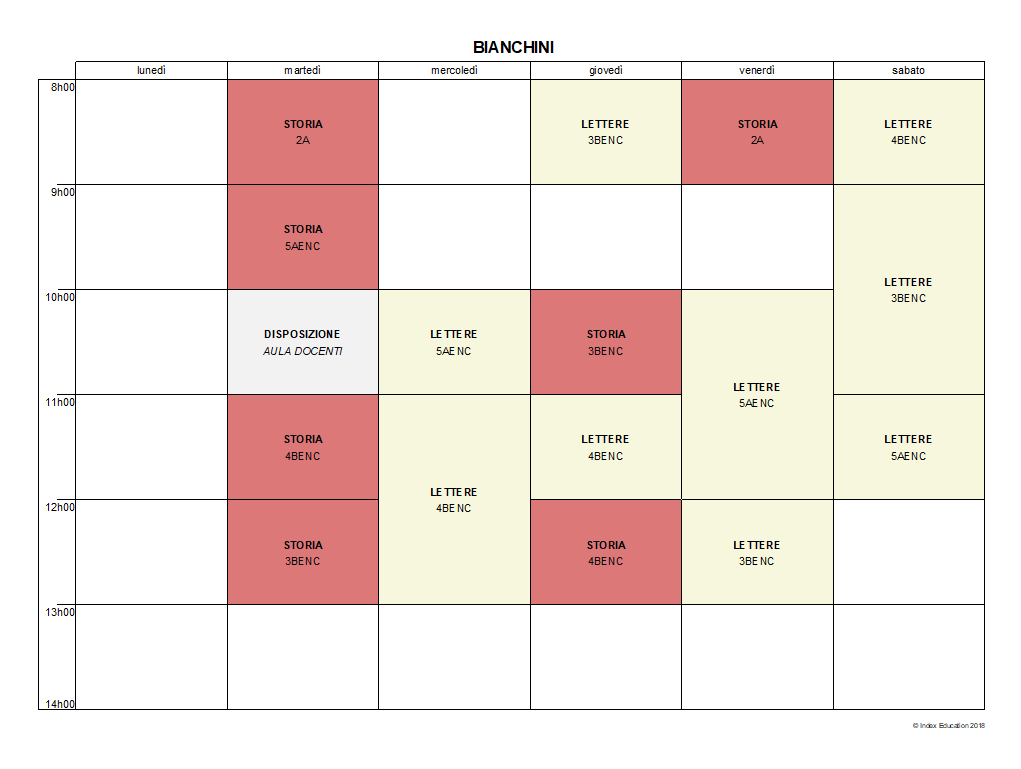 BIANCHINI
lunedì martedì mercoledì giovedì venerdì sabato
8h00
STORIA
2A
LETTERE
3BENC
STORIA
2A
LETTERE
4BENC
9h00
STORIA
5AENC
LETTERE
3BENC
10h00
DISPOSIZIONE
AULA DOCENTI
LETTERE
5AENC
STORIA
3BENC
LETTERE
5AENC
11h00
STORIA
4BENC
LETTERE
4BENC
LETTERE
4BENC
LETTERE
5AENC
12h00
STORIA
3BENC
STORIA
4BENC
LETTERE
3BENC
13h00
14h00
© Index Education 2018